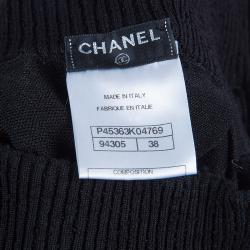 CHANEL
MADE IN ITALY
FABRIQUE EN ITALIE
P45363K04769
94305 38
COMPOSITION